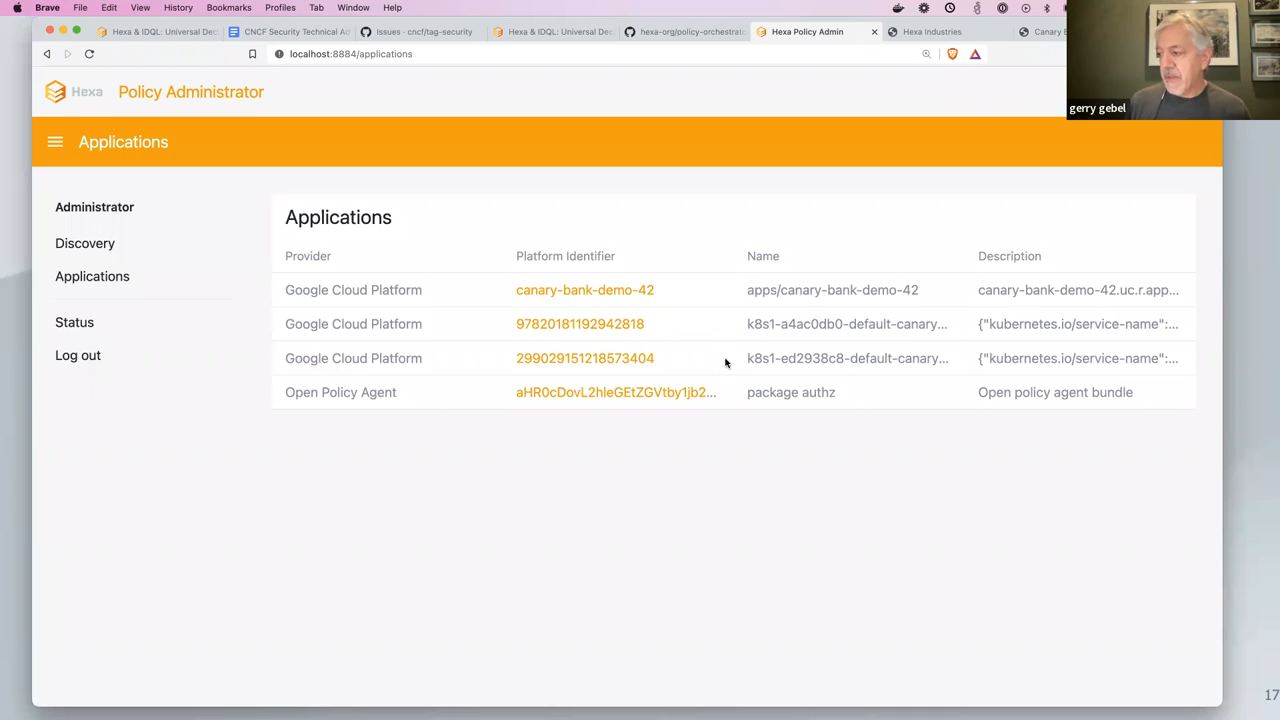 Brave File Edit View History Bookmarks Profiles Tab Window Help
Hexa & IDQL: Universal Dec
CNCF Security Technical Ad
Issues · cncf/tag-security
Hexa & IDQL: Universal Dec
hexa-org/policy-orchestrat
Hexa Policy Admin
Hexa Industries
Canary B
localhost:8884/applications
gerry gebel
Hexa Policy Administrator
Applications
Administrator
Discovery
Applications
Status
Log out
Applications
Provider Platform Identifier Name Description
Google Cloud Platform canary-bank-demo-42 apps/canary-bank-demo-42 canary-bank-demo-42.uc.r.app...
Google Cloud Platform 97820181192942818 k8s1-a4ac0db0-default-canary... {"kubernetes.io/service-name":...
Google Cloud Platform 299029151218573404 k8s1-ed2938c8-default-canary... {"kubernetes.io/service-name":...
Open Policy Agent aHR0cDovL2hleGEtZGVtby1jb2... package authz Open policy agent bundle
17